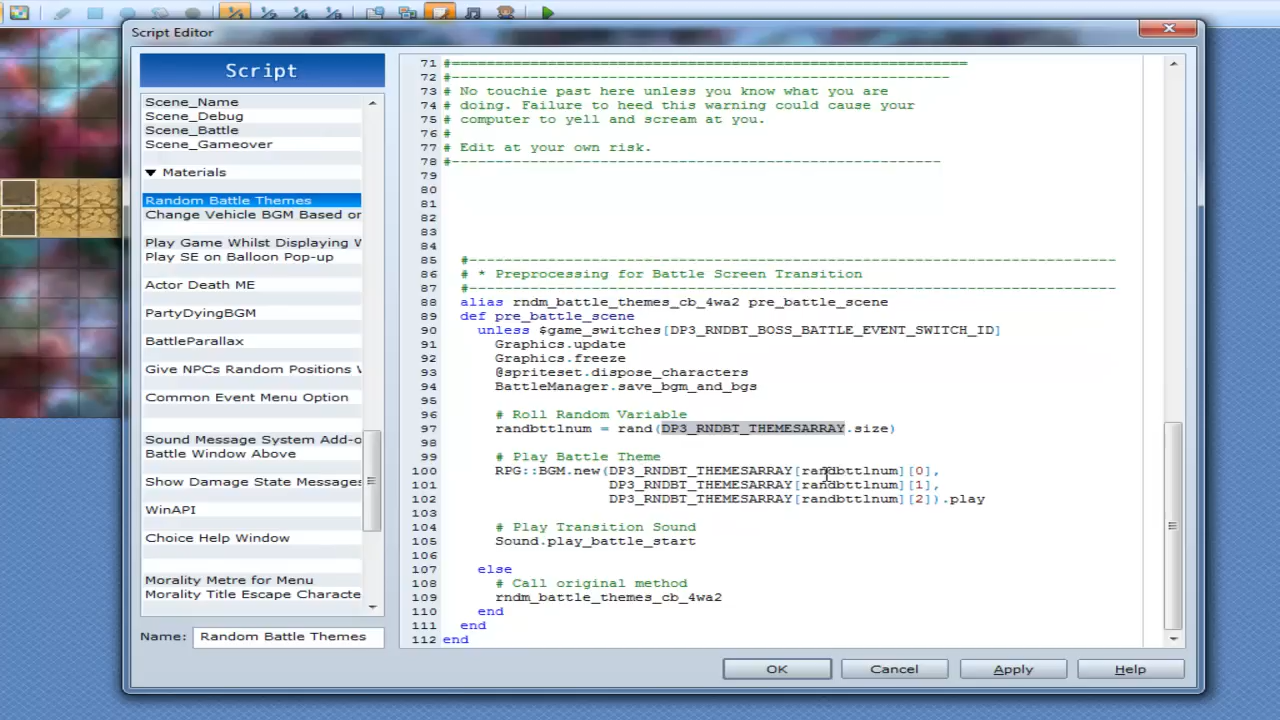 Script Editor
Script
Scene_Name
Scene_Debug
Scene_Battle
Scene_Gameover
▼ Materials
Random Battle Themes
Change Vehicle BGM Based or
Play Game Whilst Displaying W
Play SE on Balloon Pop-up
Actor Death ME
PartyDyingBGM
BattleParallax
Give NPCs Random Positions W
Common Event Menu Option
Sound Message System Add-o
Battle Window Above
Show Damage State Messages
WinAPI
Choice Help Window
Morality Metre for Menu
Morality Title Escape Characte
Name: Random Battle Themes
71 #===========================================================
72 #---------------------------------------------------------
73 # No touchie past here unless you know what you are
74 # doing. Failure to heed this warning could cause your
75 # computer to yell and scream at you.
76 #
77 # Edit at your own risk.
78 #--------------------------------------------------------
79
80
81
82
83
84
85 #--------------------------------------------------------------------------
86 # * Preprocessing for Battle Screen Transition
87 #--------------------------------------------------------------------------
88 alias rndm_battle_themes_cb_4wa2 pre_battle_scene
89 def pre_battle_scene
90 unless $game_switches[DP3_RNDBT_BOSS_BATTLE_EVENT_SWITCH_ID]
91 Graphics.update
92 Graphics.freeze
93 @spriteset.dispose_characters
94 BattleManager.save_bgm_and_bgs
95
96 # Roll Random Variable
97 randbttlnum = rand(DP3_RNDBT_THEMESARRAY.size)
98
99 # Play Battle Theme
100 RPG::BGM.new(DP3_RNDBT_THEMESARRAY[randbttlnum][0],
101 DP3_RNDBT_THEMESARRAY[randbttlnum][1],
102 DP3_RNDBT_THEMESARRAY[randbttlnum][2]).play
103
104 # Play Transition Sound
105 Sound.play_battle_start
106
107 else
108 # Call original method
109 rndm_battle_themes_cb_4wa2
110 end
111 end
112 end
OK
Cancel
Apply
Help